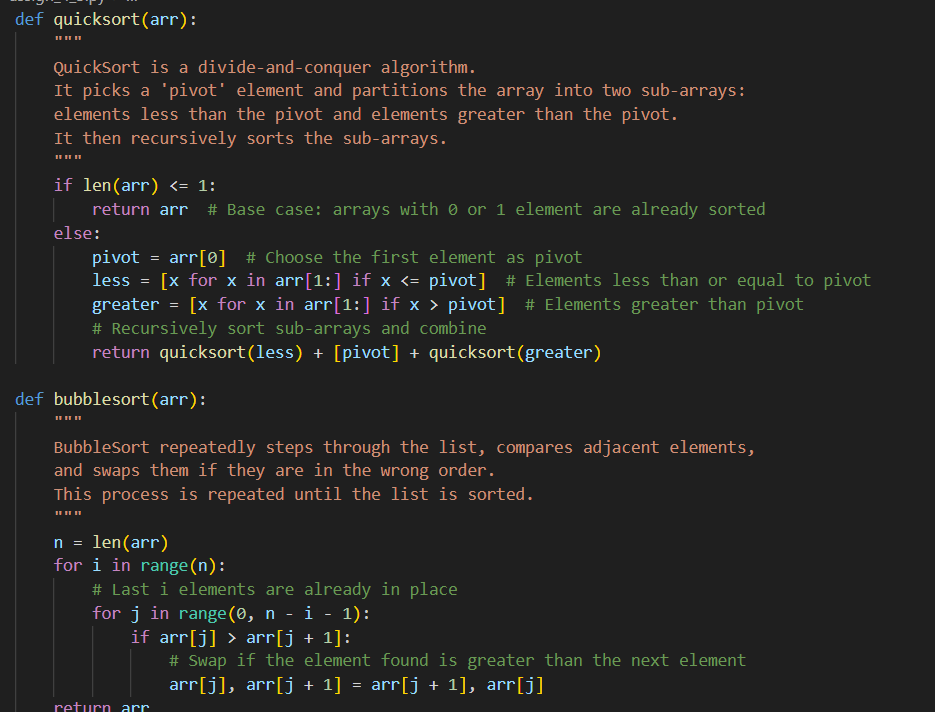 def quicksort(arr):
    """
    QuickSort is a divide-and-conquer algorithm.
    It picks a 'pivot' element and partitions the array into two sub-arrays:
    elements less than the pivot and elements greater than the pivot.
    It then recursively sorts the sub-arrays.
    """
    if len(arr) <= 1:
        return arr  # Base case: arrays with 0 or 1 element are already sorted
    else:
        pivot = arr[0]  # Choose the first element as pivot
        less = [x for x in arr[1:] if x <= pivot]  # Elements less than or equal to pivot
        greater = [x for x in arr[1:] if x > pivot]  # Elements greater than pivot
        # Recursively sort sub-arrays and combine
        return quicksort(less) + [pivot] + quicksort(greater)

def bubblesort(arr):
    """
    BubbleSort repeatedly steps through the list, compares adjacent elements,
    and swaps them if they are in the wrong order.
    This process is repeated until the list is sorted.
    """
    n = len(arr)
    for i in range(n):
        # Last i elements are already in place
        for j in range(0, n - i - 1):
            if arr[j] > arr[j + 1]:
                # Swap if the element found is greater than the next element
                arr[j], arr[j + 1] = arr[j + 1], arr[j]
    return arr